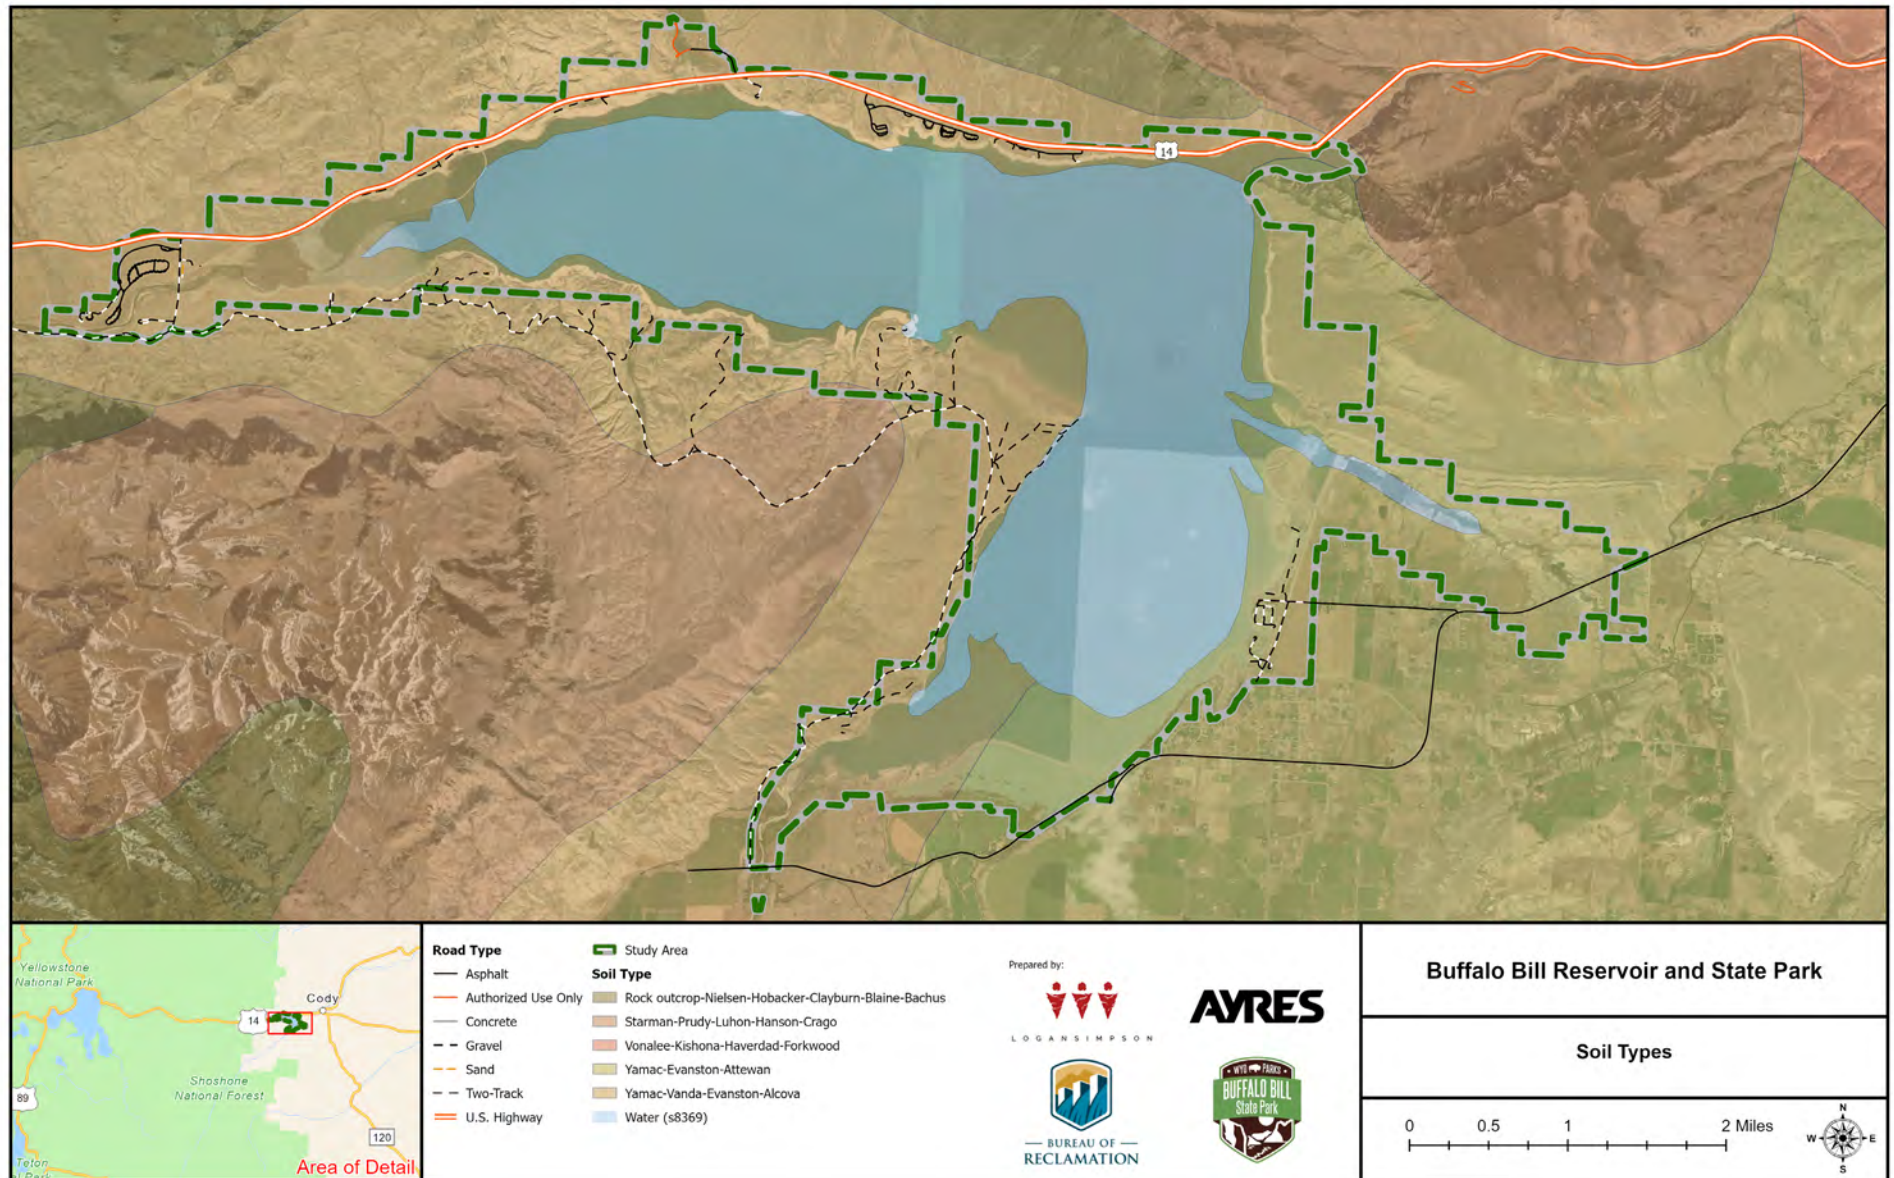 14
Yellowstone
National Park
Cody
14
Shoshone
National Forest
89
120
Teton
Area of Detail
Road Type
Asphalt
Authorized Use Only
Concrete
Gravel
Sand
Two-Track
U.S. Highway
Study Area
Soil Type
Rock outcrop-Nielsen-Hobacker-Clayburn-Blaine-Bachus
Starman-Prudy-Luhon-Hanson-Crago
Vonalee-Kishona-Haverdad-Forkwood
Yamac-Evanston-Attewan
Yamac-Vanda-Evanston-Alcova
Water (s8369)
Prepared by:
LOGANSIMPSON
AYRES
BUREAU OF
RECLAMATION
WYO PARKS
BUFFALO BILL
State Park
Buffalo Bill Reservoir and State Park
Soil Types
0 0.5 1 2 Miles
N
W E
S